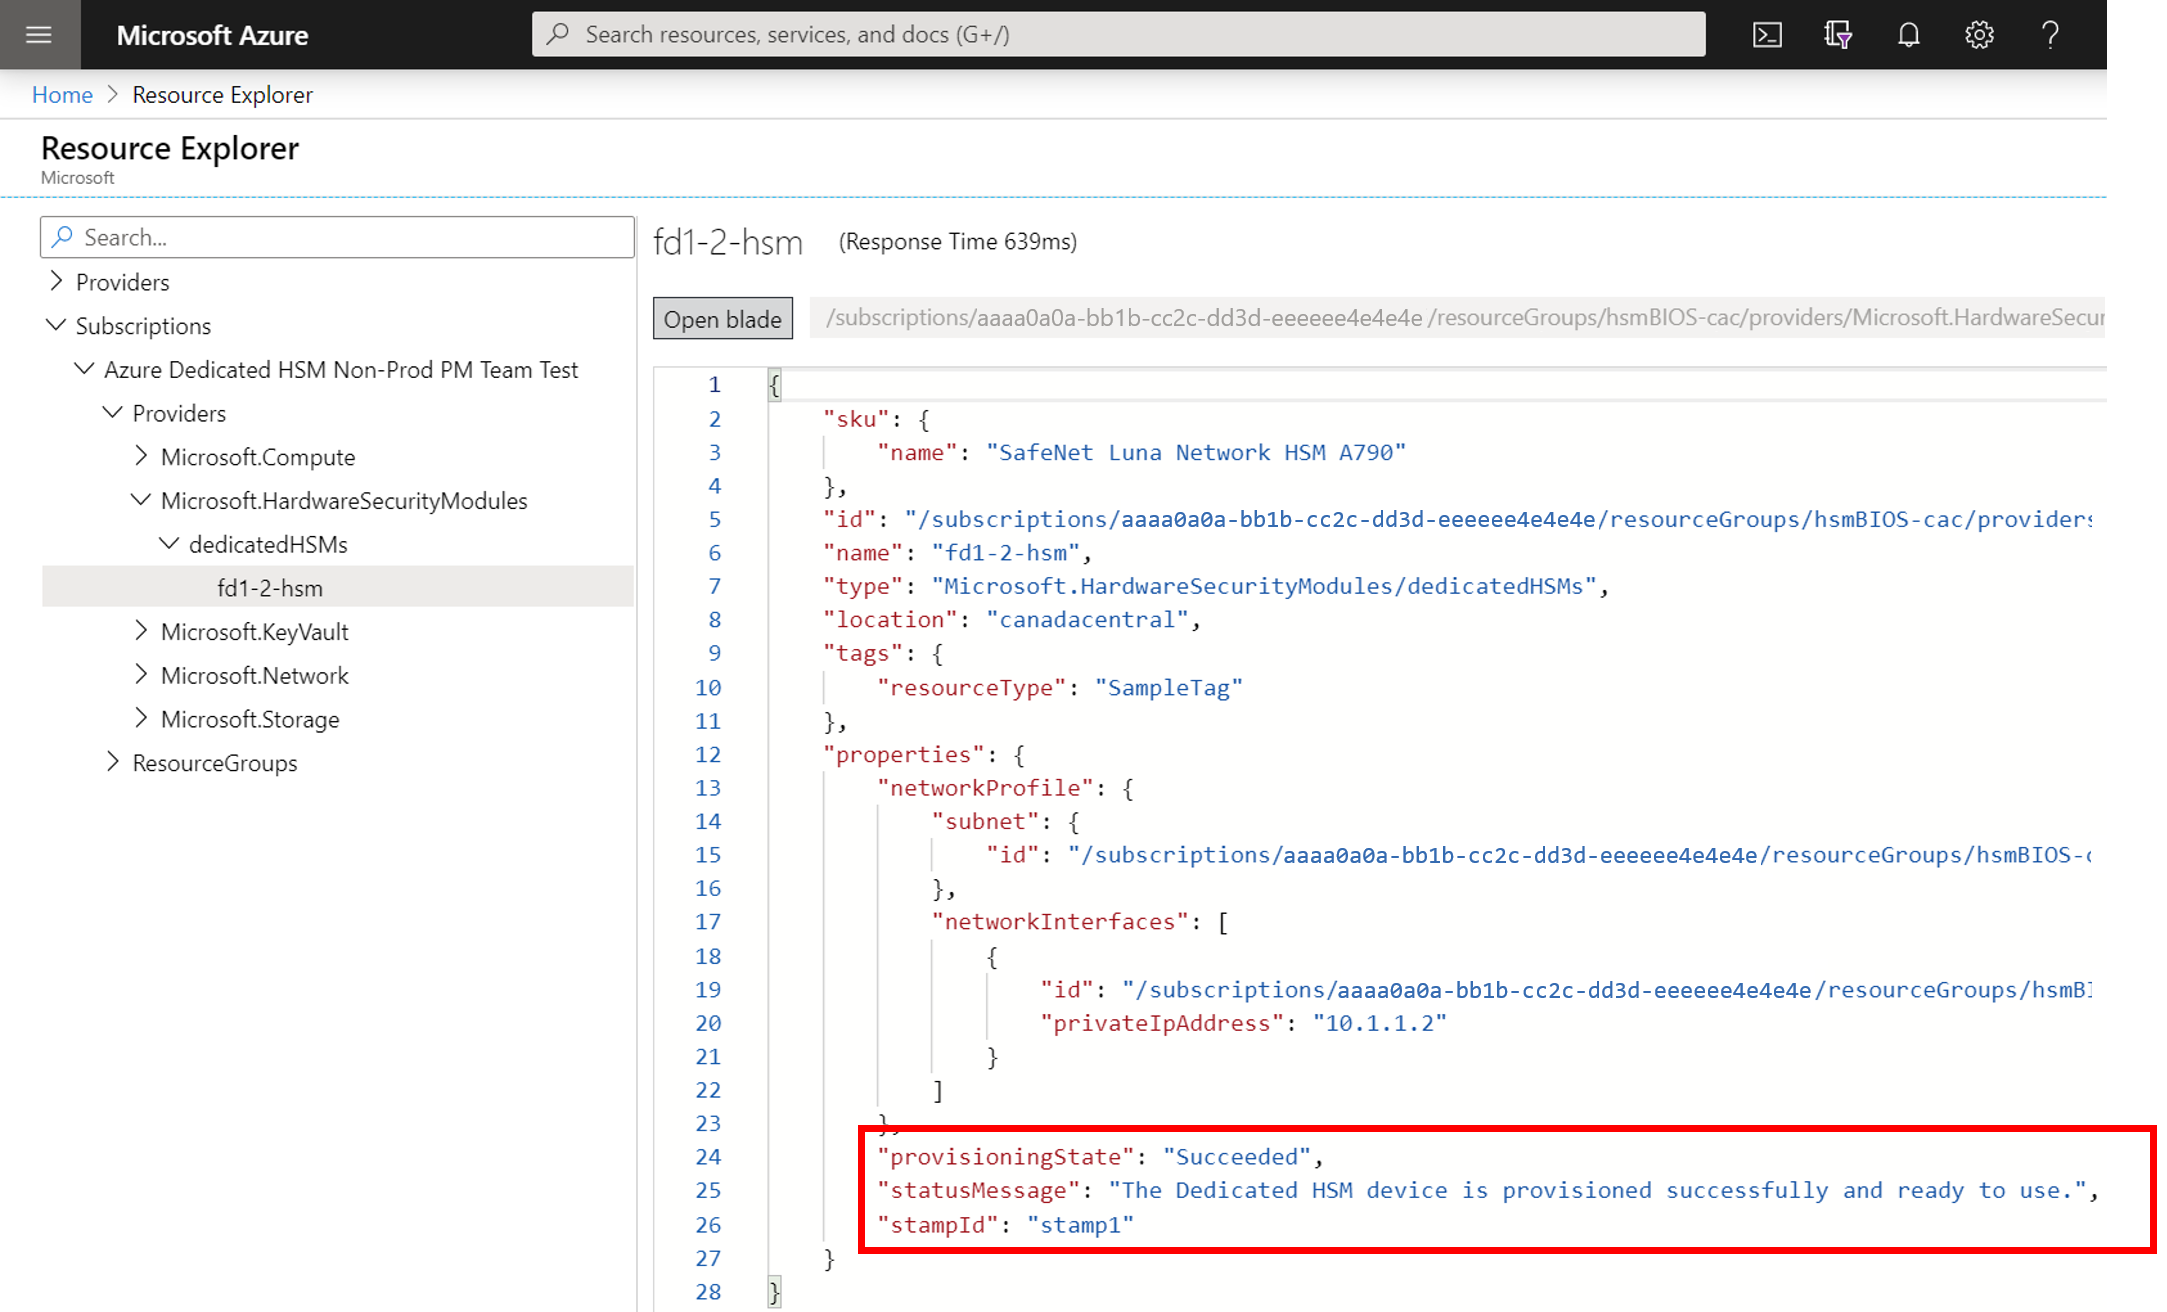 Microsoft Azure
Search resources, services, and docs (G+/)
Home > Resource Explorer
Resource Explorer
Microsoft
Search...
Providers
Subscriptions
Azure Dedicated HSM Non-Prod PM Team Test
Providers
Microsoft.Compute
Microsoft.HardwareSecurityModules
dedicatedHSMs
fd1-2-hsm
Microsoft.KeyVault
Microsoft.Network
Microsoft.Storage
ResourceGroups
fd1-2-hsm (Response Time 639ms)
Open blade /subscriptions/aaaa0a0a-bb1b-cc2c-dd3d-eeeeee4e4e4e/resourceGroups/hsmBIOS-cac/providers/Microsoft.HardwareSecur
1 {
2 "sku": {
3 "name": "SafeNet Luna Network HSM A790"
4 },
5 "id": "/subscriptions/aaaa0a0a-bb1b-cc2c-dd3d-eeeeee4e4e4e/resourceGroups/hsmBIOS-cac/providers
6 "name": "fd1-2-hsm",
7 "type": "Microsoft.HardwareSecurityModules/dedicatedHSMs",
8 "location": "canadacentral",
9 "tags": {
10 "resourceType": "SampleTag"
11 },
12 "properties": {
13 "networkProfile": {
14 "subnet": {
15 "id": "/subscriptions/aaaa0a0a-bb1b-cc2c-dd3d-eeeeee4e4e4e/resourceGroups/hsmBIOS-c
16 },
17 "networkInterfaces": [
18 {
19 "id": "/subscriptions/aaaa0a0a-bb1b-cc2c-dd3d-eeeeee4e4e4e/resourceGroups/hsmBI
20 "privateIpAddress": "10.1.1.2"
21 }
22 ]
23 },
24 "provisioningState": "Succeeded",
25 "statusMessage": "The Dedicated HSM device is provisioned successfully and ready to use.",
26 "stampId": "stamp1"
27 }
28 }